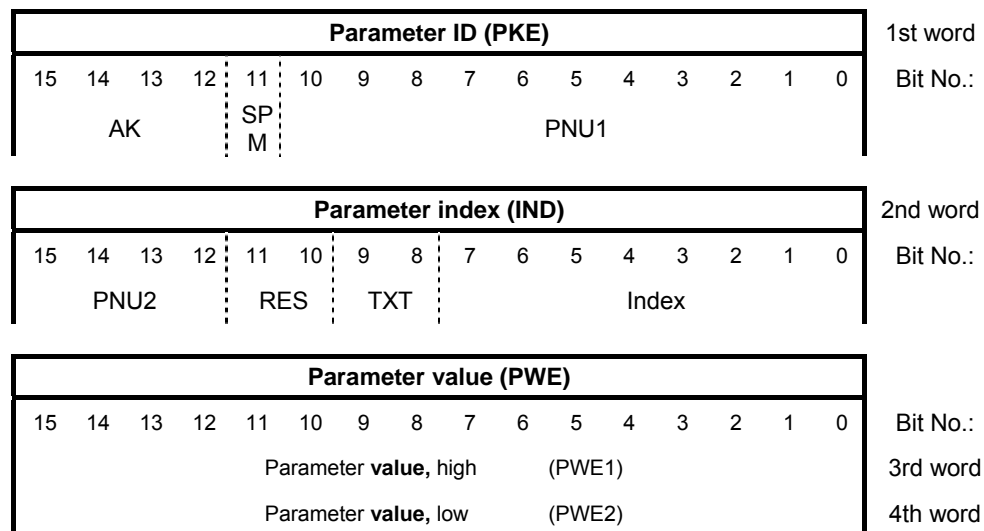 Parameter ID (PKE) 1st word
15 14 13 12 11 10 9 8 7 6 5 4 3 2 1 0 Bit No.:
AK SP M PNU1
Parameter index (IND) 2nd word
15 14 13 12 11 10 9 8 7 6 5 4 3 2 1 0 Bit No.:
PNU2 RES TXT Index
Parameter value (PWE)
15 14 13 12 11 10 9 8 7 6 5 4 3 2 1 0 Bit No.:
Parameter value, high (PWE1) 3rd word
Parameter value, low (PWE2) 4th word